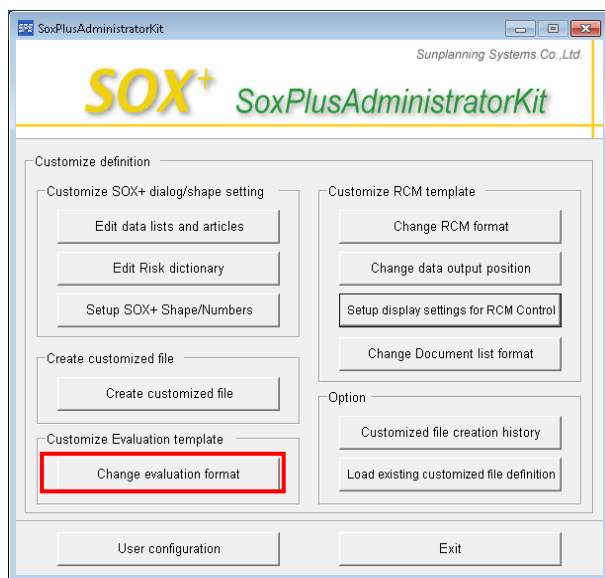 SPS SoxPlusAdministratorKit
Sunplanning Systems.Co.,Ltd.
SOX+ SoxPlusAdministratorKit
Customize definition
Customize SOX+ dialog/shape setting
Edit data lists and articles
Edit Risk dictionary
Setup SOX+ Shape/Numbers
Create customized file
Create customized file
Customize Evaluation template
Change evaluation format
Customize RCM template
Change RCM format
Change data output position
Setup display settings for RCM Control
Change Document list format
Option
Customized file creation history
Load existing customized file definition
User configuration
Exit